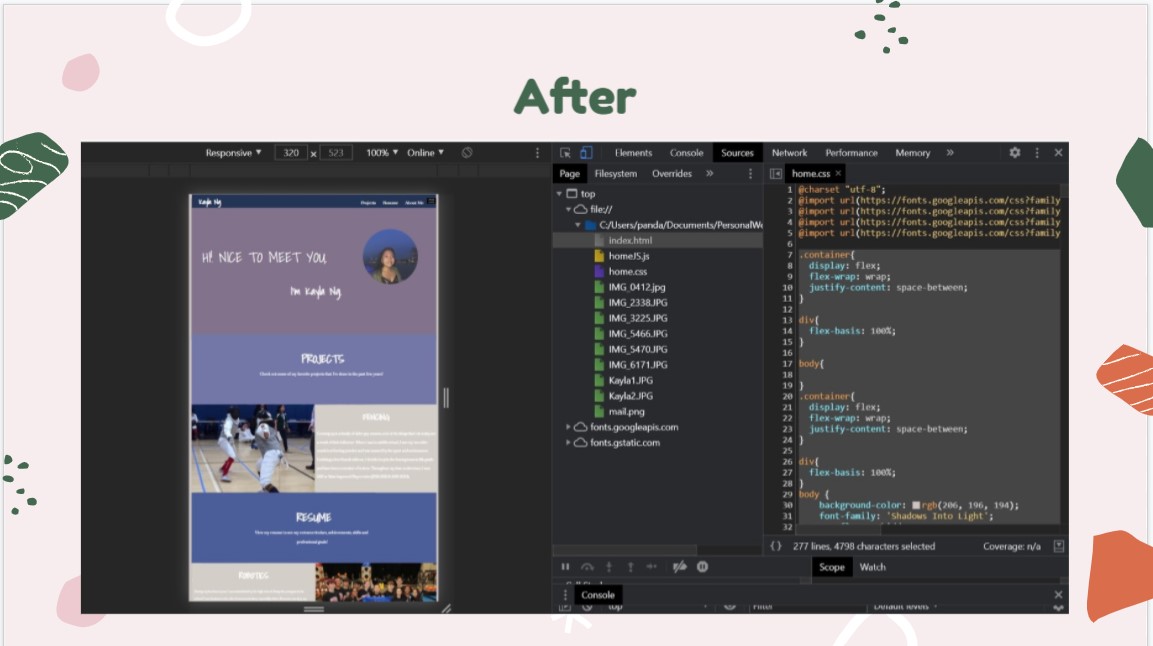 After
Responsive ▼ 320 x 523 100% ▼ Online ▼
Elements Console Sources Network Performance Memory »
Page Filesystem Overrides »
home.css ×
top
file://
C:/Users/panda/Documents/PersonalWe
index.html
homeJS.js
home.css
IMG_0412.jpg
IMG_2338.JPG
IMG_3225.JPG
IMG_5466.JPG
IMG_5470.JPG
IMG_6171.JPG
Kayla1.JPG
Kayla2.JPG
mail.png
fonts.googleapis.com
fonts.gstatic.com
1 @charset "utf-8";
2 @import url(https://fonts.googleapis.com/css?family
3 @import url(https://fonts.googleapis.com/css?family
4 @import url(https://fonts.googleapis.com/css?family
5 @import url(https://fonts.googleapis.com/css?family
6
7 .container{
8 display: flex;
9 flex-wrap: wrap;
10 justify-content: space-between;
11 }
12
13 div{
14 flex-basis: 100%;
15 }
16
17 body{
18
19 }
20 .container{
21 display: flex;
22 flex-wrap: wrap;
23 justify-content: space-between;
24 }
25
26 div{
27 flex-basis: 100%;
28 }
29 body {
30 background-color: rgb(206, 196, 194);
31 font-family: 'Shadows Into Light';
32
{} 277 lines, 4798 characters selected Coverage: n/a
Scope Watch
Console
top Filter Default levels
Kayla Ng
Projects Resume About Me
HI! NICE TO MEET YOU
I'm Kayla Ng
PROJECTS
Check out some of my favorite projects that I've done in the past few years!
FENCING
RESUME
professional goals!